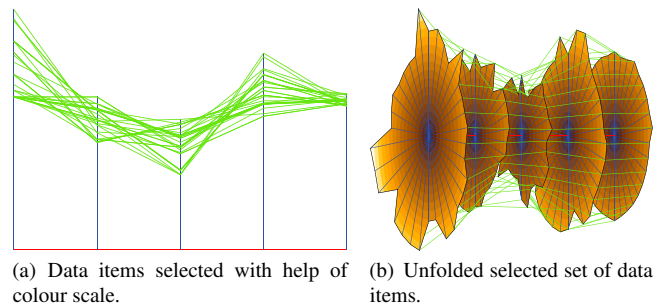 (a) Data items selected with help of
colour scale.
(b) Unfolded selected set of data
items.